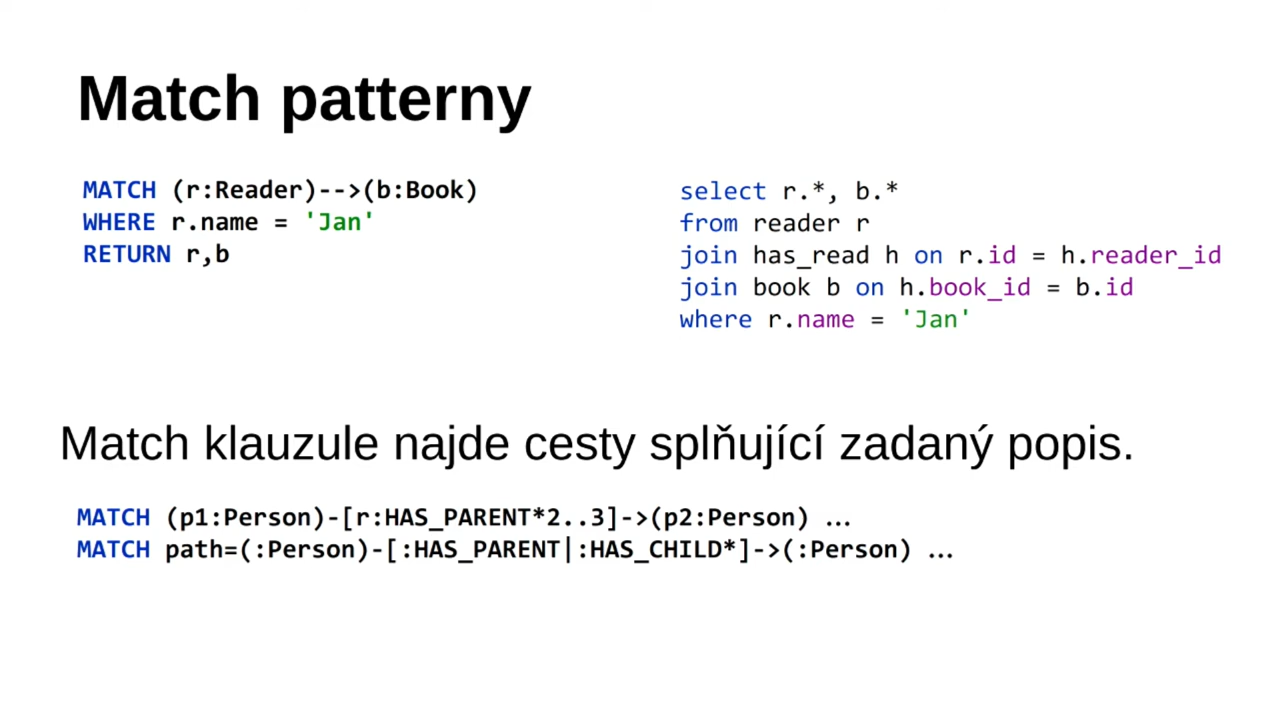 Match patterny
MATCH (r:Reader)-->(b:Book)
WHERE r.name = 'Jan'
RETURN r,b
select r.*, b.*
from reader r
join has_read h on r.id = h.reader_id
join book b on h.book_id = b.id
where r.name = 'Jan'
Match klauzule najde cesty splňující zadaný popis.
MATCH (p1:Person)-[r:HAS_PARENT*2..3]->(p2:Person) …
MATCH path=(:Person)-[:HAS_PARENT|:HAS_CHILD*]->(:Person) …